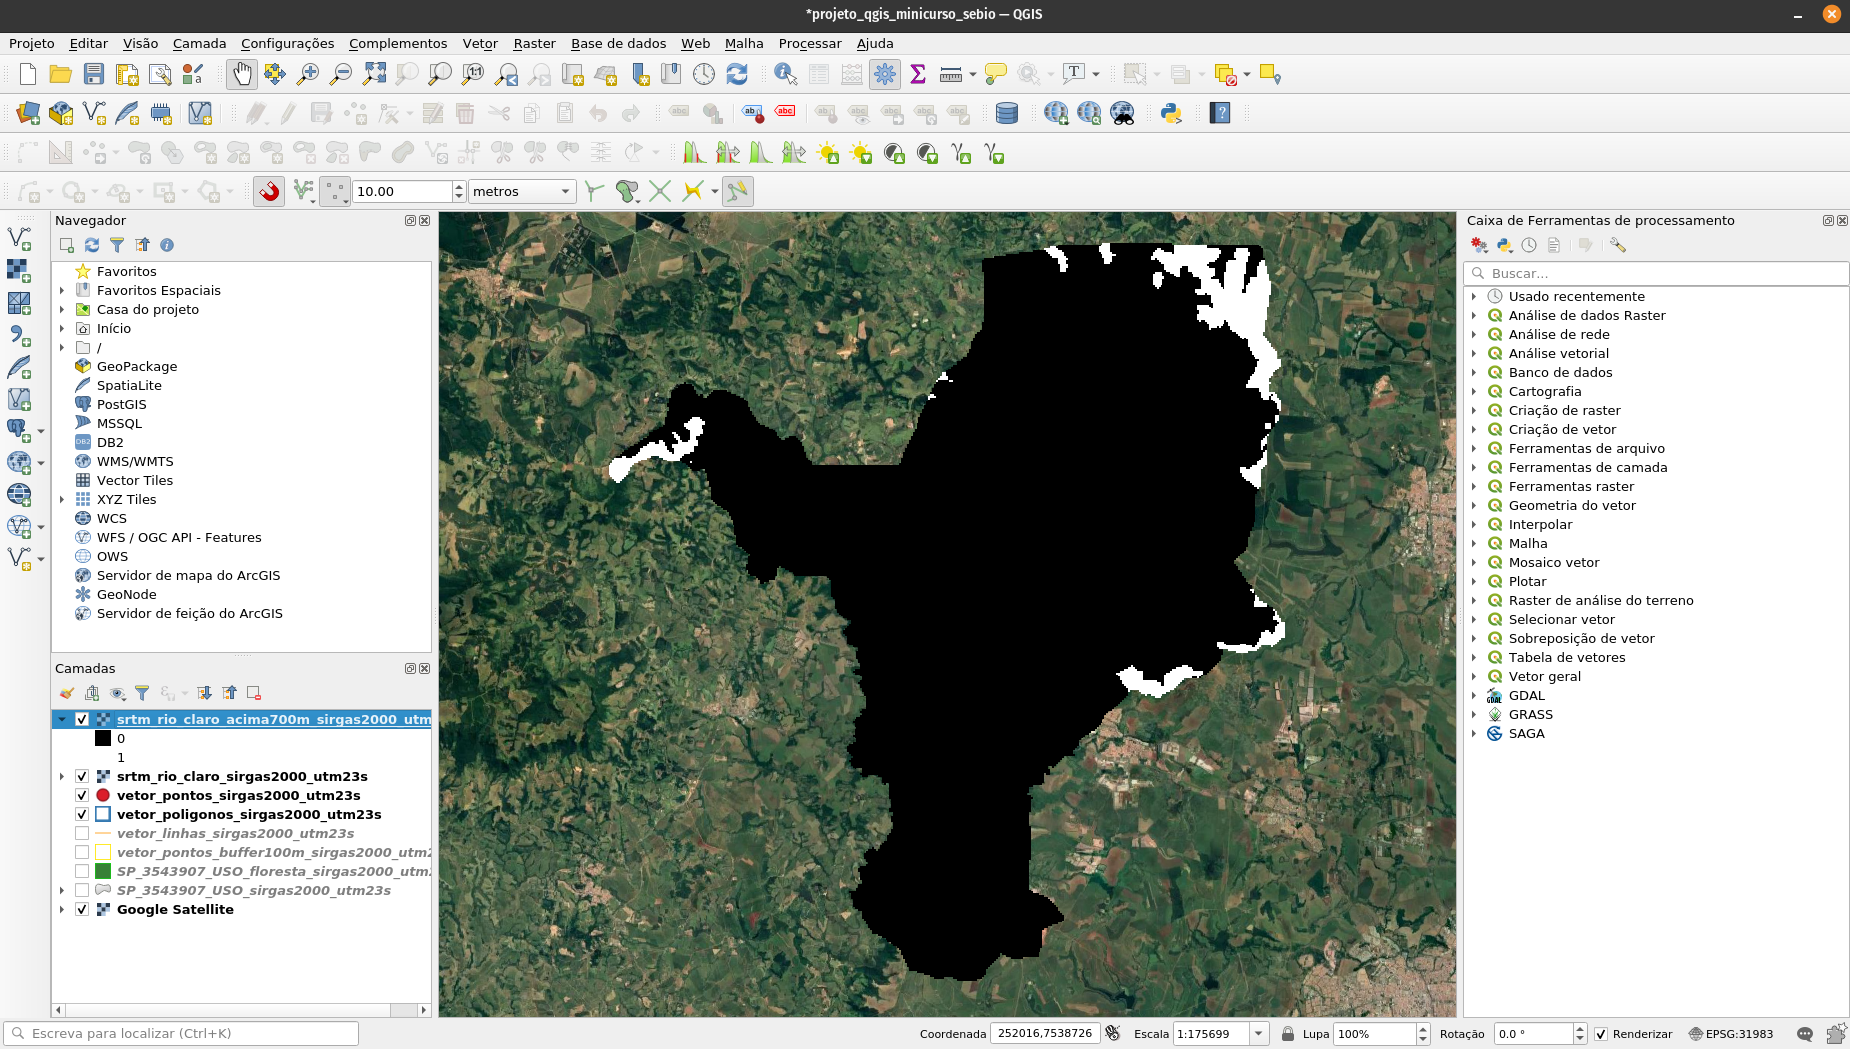 *projeto_qgis_minicurso_sebio — QGIS
Projeto Editar Visão Camada Configurações Complementos Vetor Raster Base de dados Web Malha Processar Ajuda
10.00 metros
Navegador
Favoritos
Favoritos Espaciais
Casa do projeto
Início
/
GeoPackage
SpatiaLite
PostGIS
MSSQL
DB2
WMS/WMTS
Vector Tiles
XYZ Tiles
WCS
WFS / OGC API - Features
OWS
Servidor de mapa do ArcGIS
GeoNode
Servidor de feição do ArcGIS
Camadas
srtm_rio_claro_acima700m_sirgas2000_utm
0
1
srtm_rio_claro_sirgas2000_utm23s
vetor_pontos_sirgas2000_utm23s
vetor_poligonos_sirgas2000_utm23s
vetor_linhas_sirgas2000_utm23s
vetor_pontos_buffer100m_sirgas2000_utm2
SP_3543907_USO_floresta_sirgas2000_utm
SP_3543907_USO_sirgas2000_utm23s
Google Satellite
Caixa de Ferramentas de processamento
Buscar...
Usado recentemente
Análise de dados Raster
Análise de rede
Análise vetorial
Banco de dados
Cartografia
Criação de raster
Criação de vetor
Ferramentas de arquivo
Ferramentas de camada
Ferramentas raster
Geometria do vetor
Interpolar
Malha
Mosaico vetor
Plotar
Raster de análise do terreno
Selecionar vetor
Sobreposição de vetor
Tabela de vetores
Vetor geral
GDAL
GRASS
SAGA
Escreva para localizar (Ctrl+K) Coordenada 252016,7538726 Escala 1:175699 Lupa 100% Rotação 0.0 ° Renderizar EPSG:31983